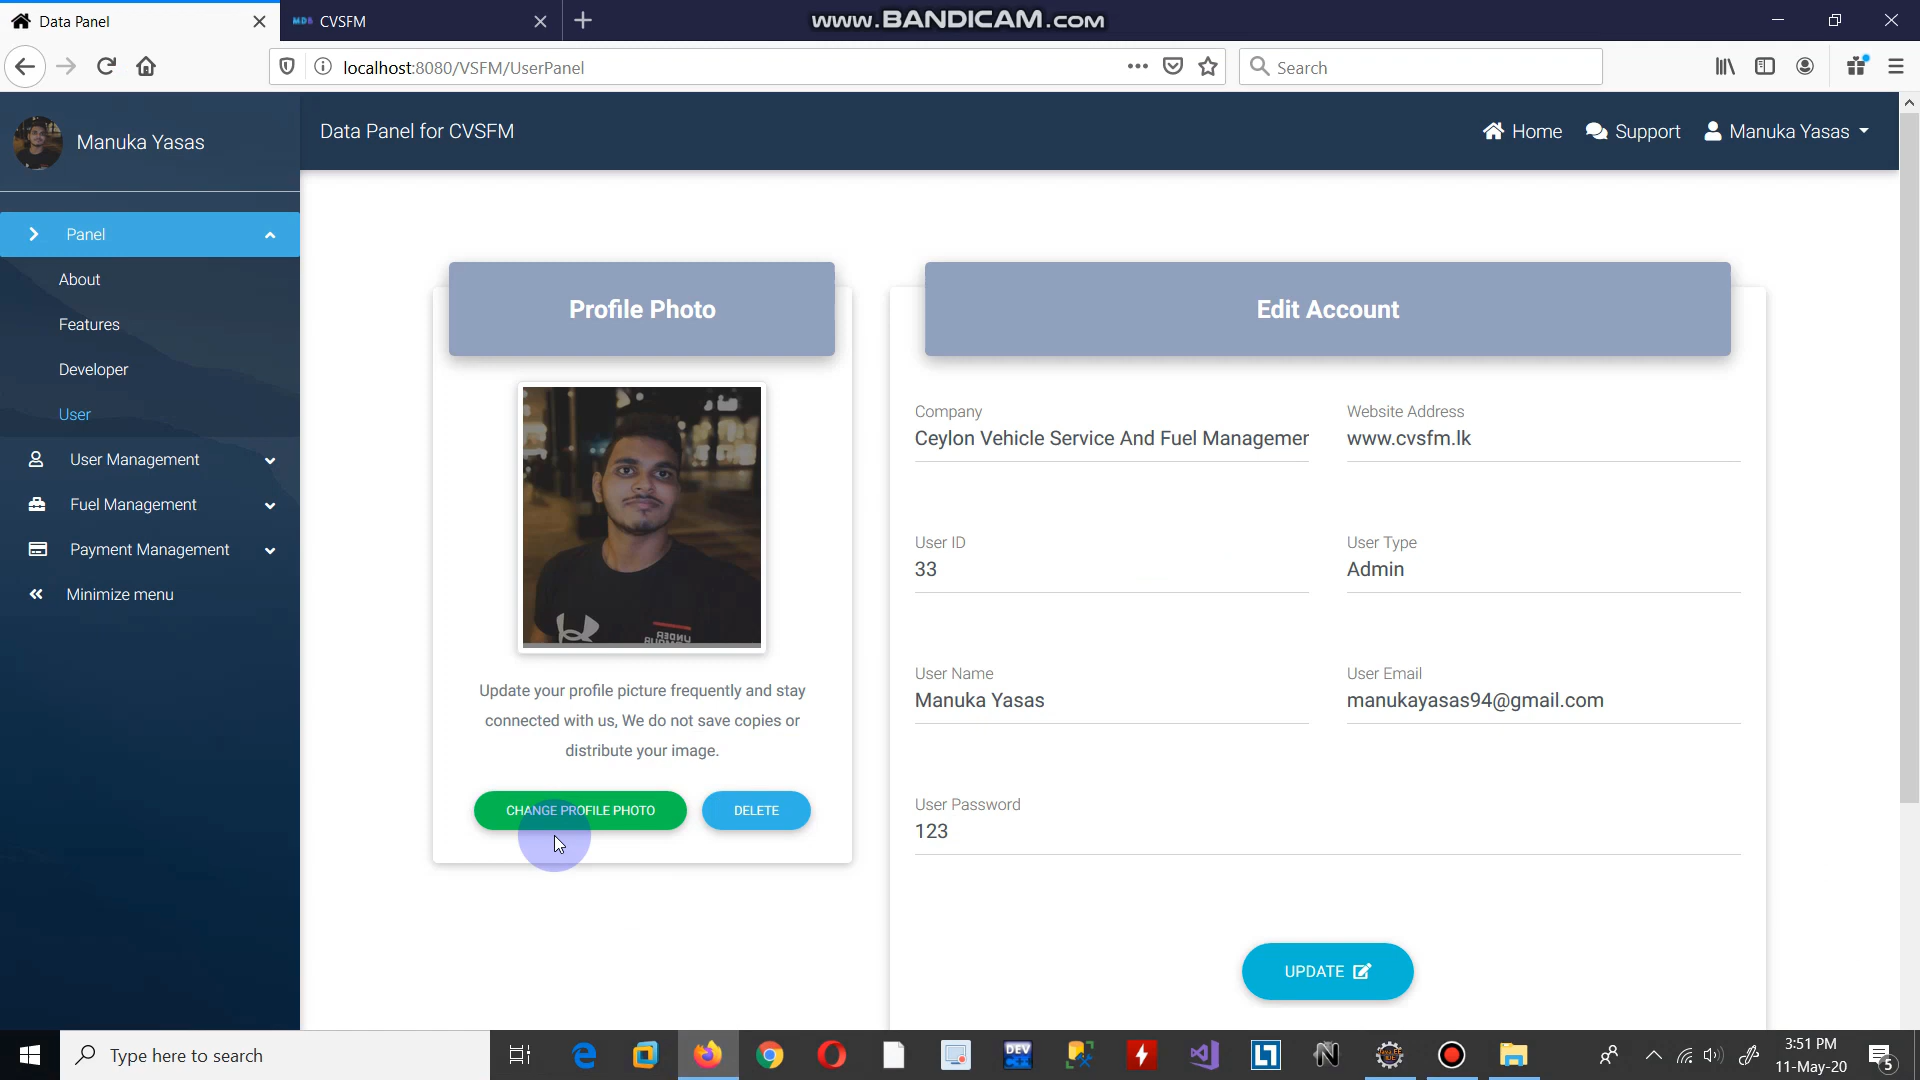 Data Panel
MDB CVSFM
www.BANDICAM.com
localhost:8080/VSFM/UserPanel
Search
Manuka Yasas
Data Panel for CVSFM
Home
Support
Manuka Yasas
Panel
About
Features
Developer
User
User Management
Fuel Management
Payment Management
Minimize menu
Profile Photo
UNDER
Update your profile picture frequently and stay
connected with us, We do not save copies or
distribute your image.
CHANGE PROFILE PHOTO
DELETE
Edit Account
Company
Ceylon Vehicle Service And Fuel Managemer
Website Address
www.cvsfm.lk
User ID
33
User Type
Admin
User Name
Manuka Yasas
User Email
manukayasas94@gmail.com
User Password
123
UPDATE
Type here to search
DEV
C++
3:51 PM
11-May-20
5